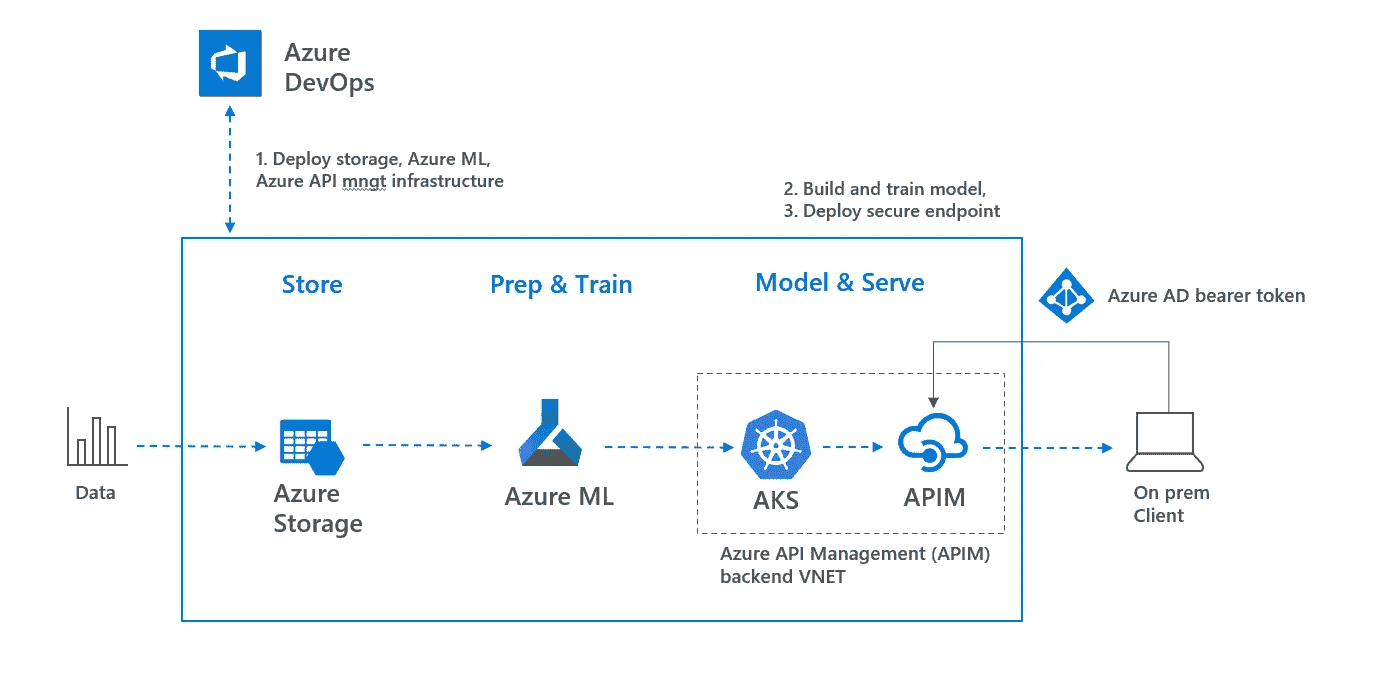 Azure
DevOps
1. Deploy storage, Azure ML,
Azure API mngt infrastructure
2. Build and train model,
3. Deploy secure endpoint
Store
Prep & Train
Model & Serve
Azure AD bearer token
Data
Azure
Storage
Azure ML
AKS
APIM
On prem
Client
Azure API Management (APIM)
backend VNET